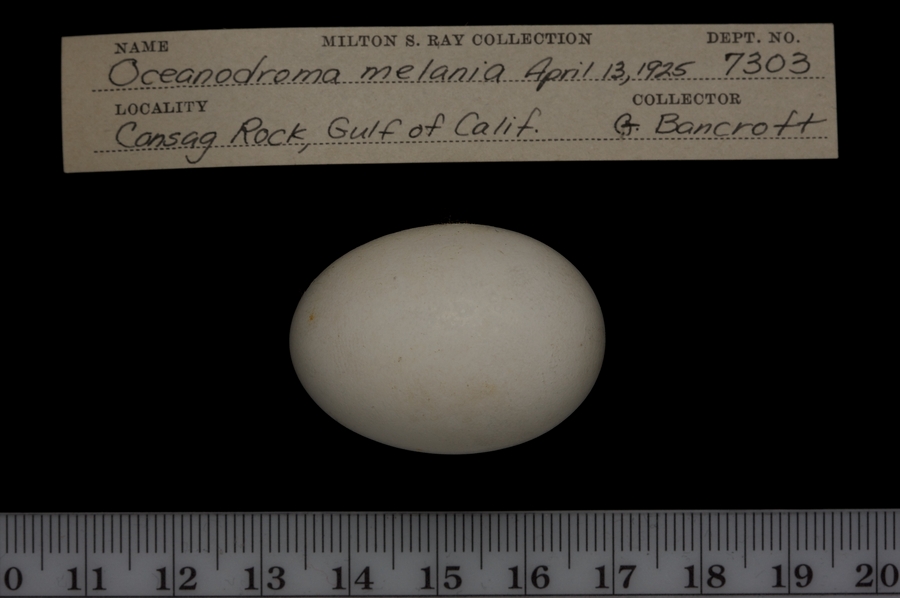 NAME MILTON S. RAY COLLECTION DEPT. NO.
Oceanodroma melania April 13, 1925 7303
LOCALITY COLLECTOR
Consag Rock, Gulf of Calif. G. Bancroft
0 11 12 13 14 15 16 17 18 19 20